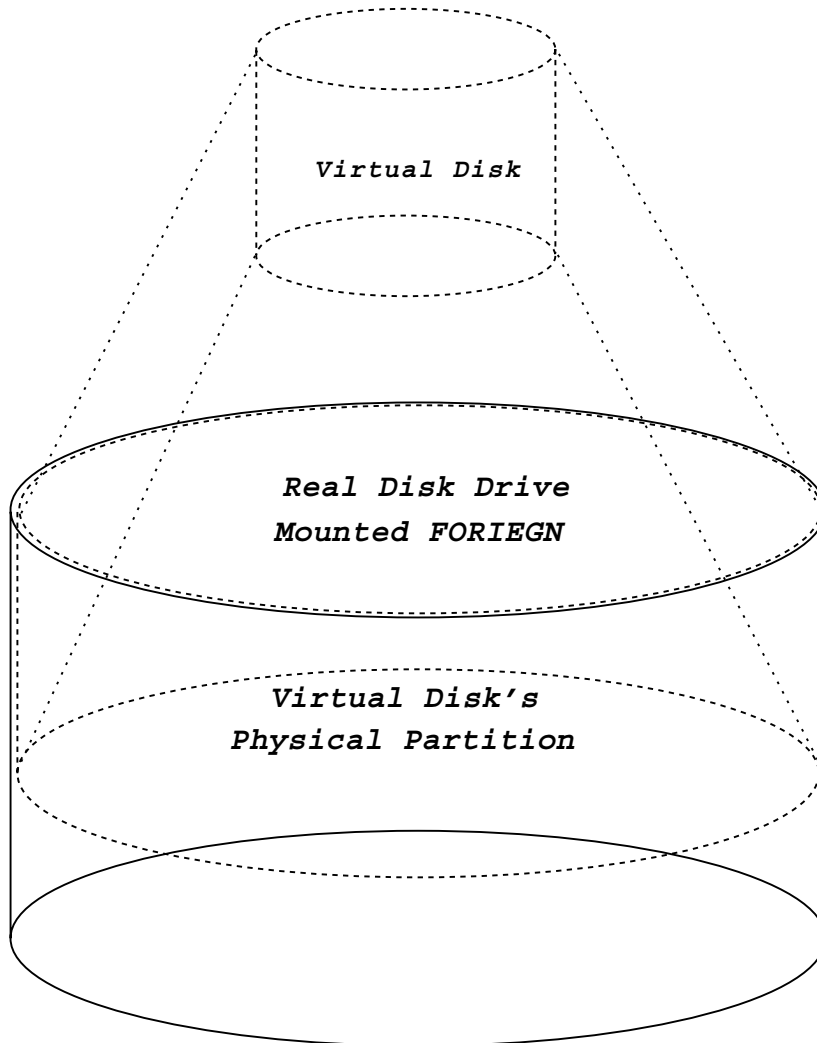 Virtual Disk
Real Disk Drive
Mounted FORIEGN
Virtual Disk’s
Physical Partition